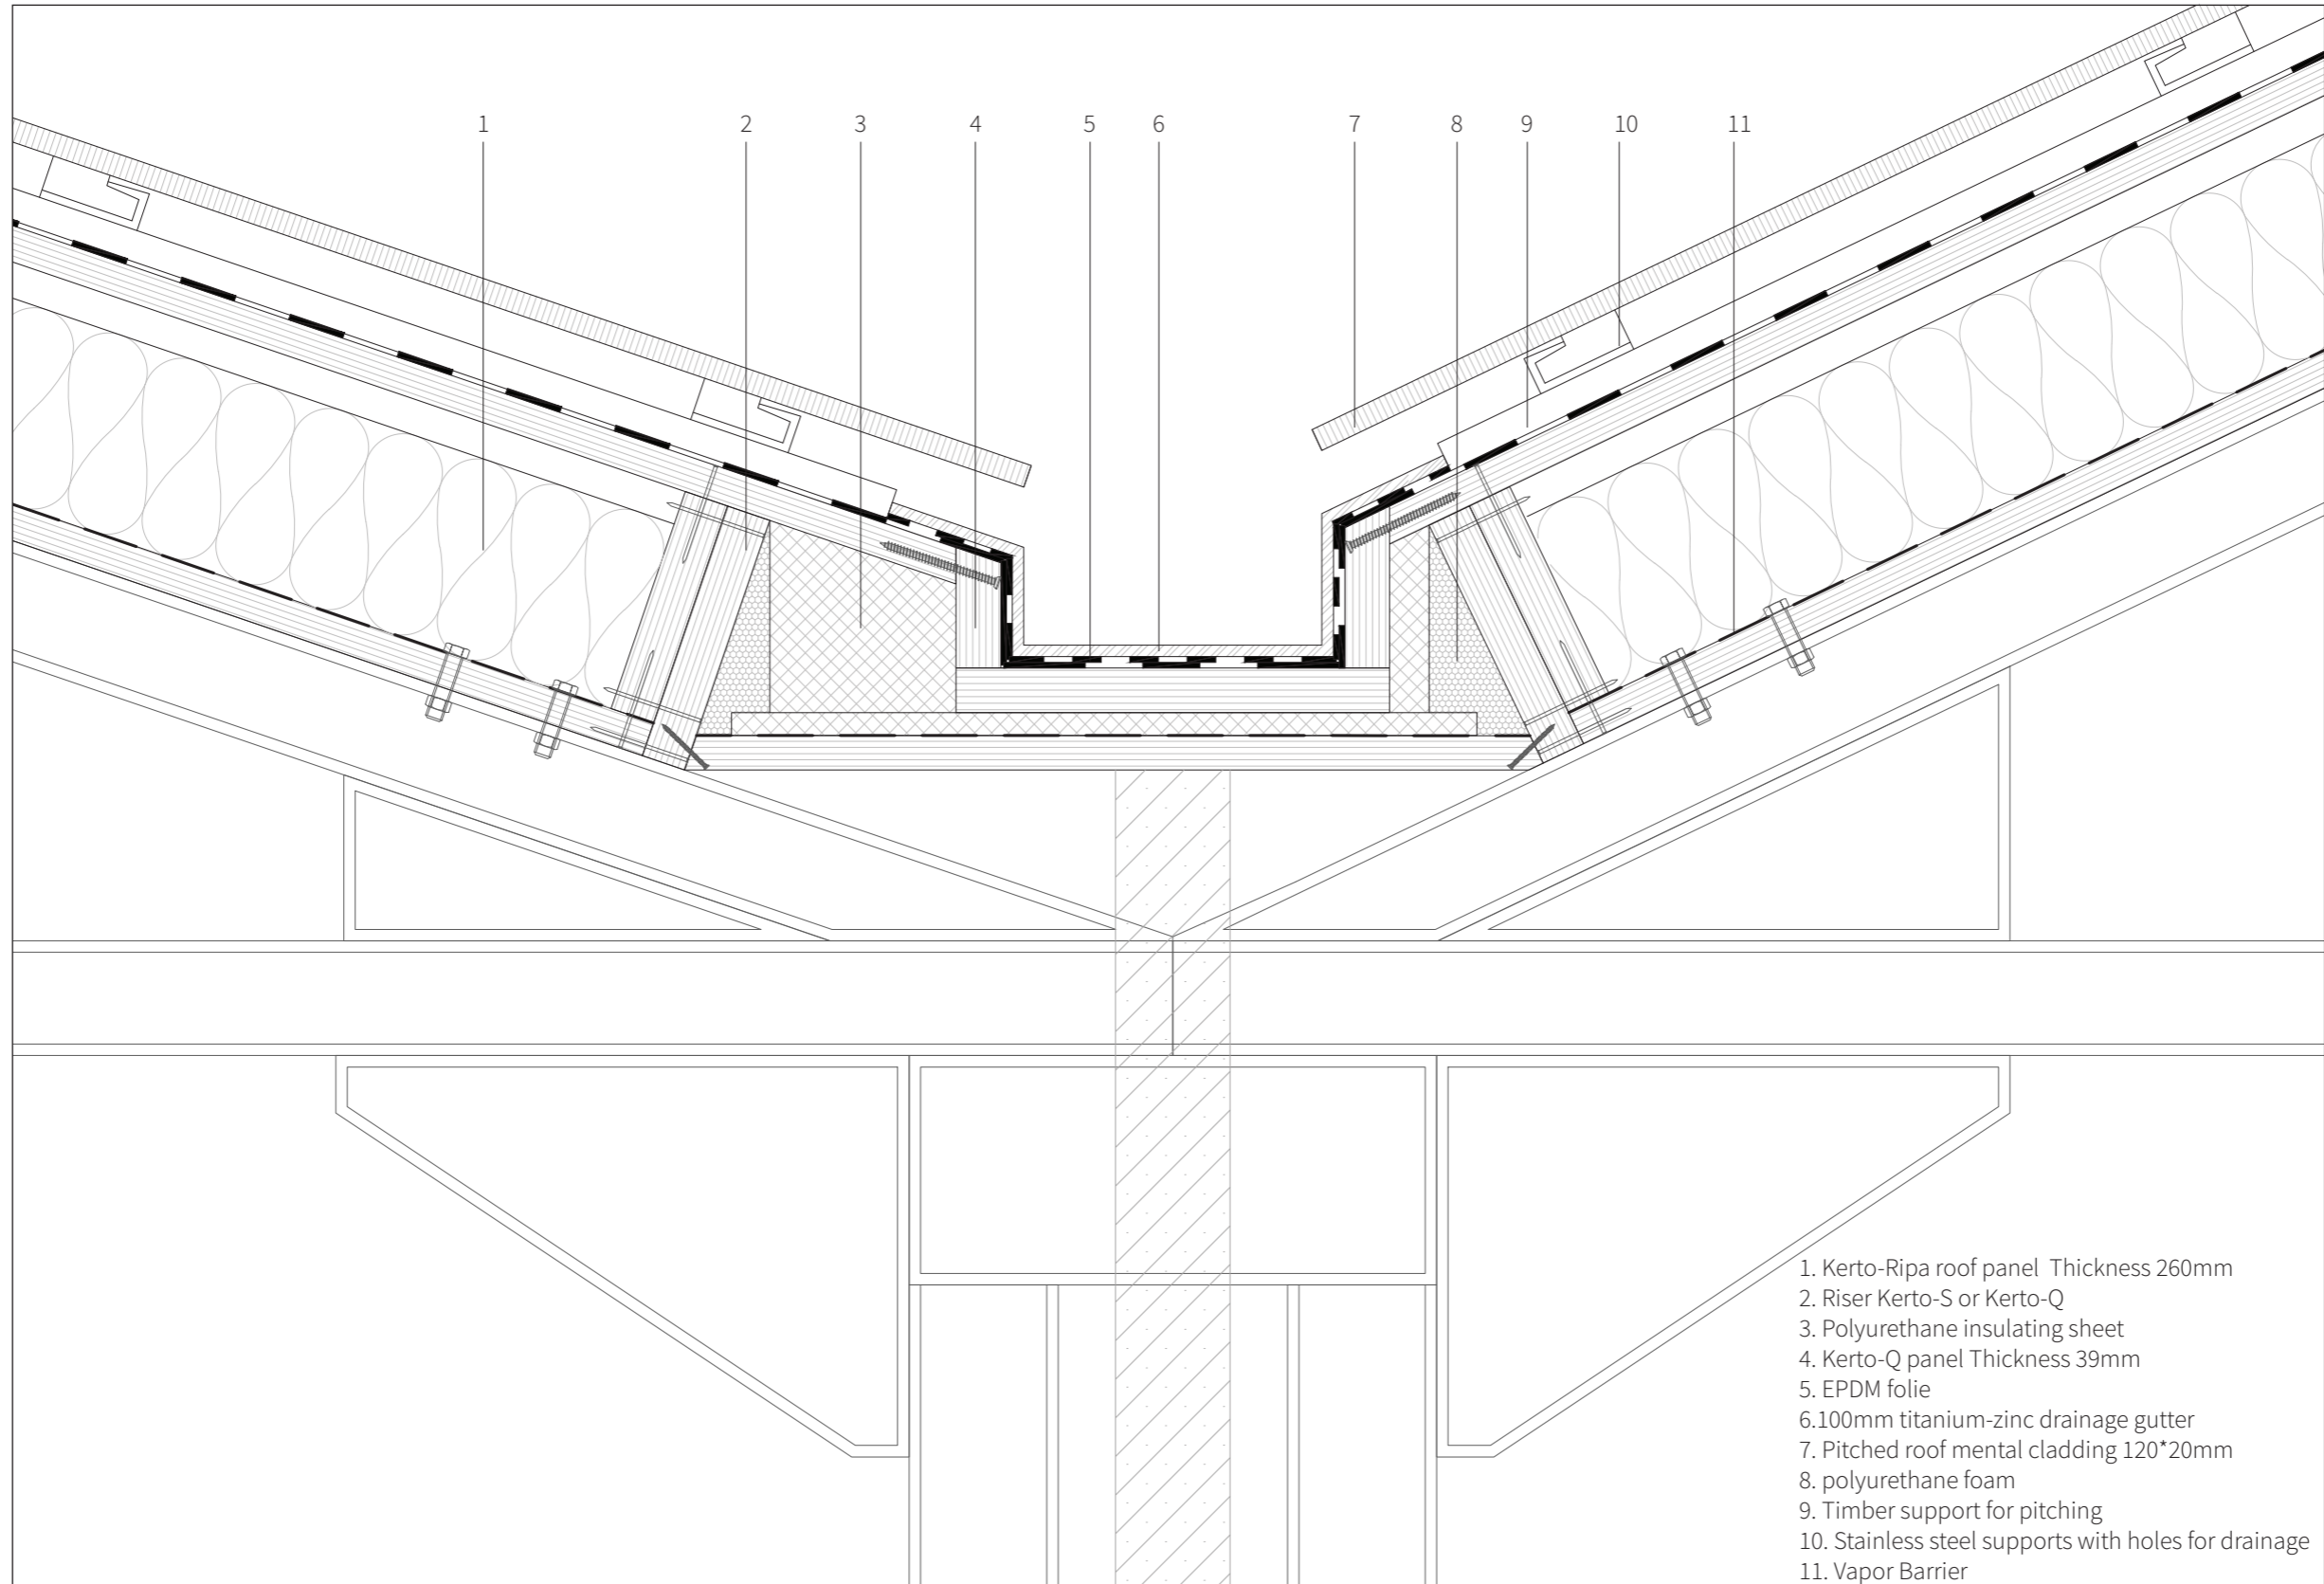 1 2 3 4 5 6 7 8 9 10 11
1. Kerto-Ripa roof panel  Thickness 260mm
2. Riser Kerto-S or Kerto-Q
3. Polyurethane insulating sheet
4. Kerto-Q panel Thickness 39mm
5. EPDM folie
6.100mm titanium-zinc drainage gutter
7. Pitched roof mental cladding 120*20mm
8. polyurethane foam
9. Timber support for pitching
10. Stainless steel supports with holes for drainage
11. Vapor Barrier